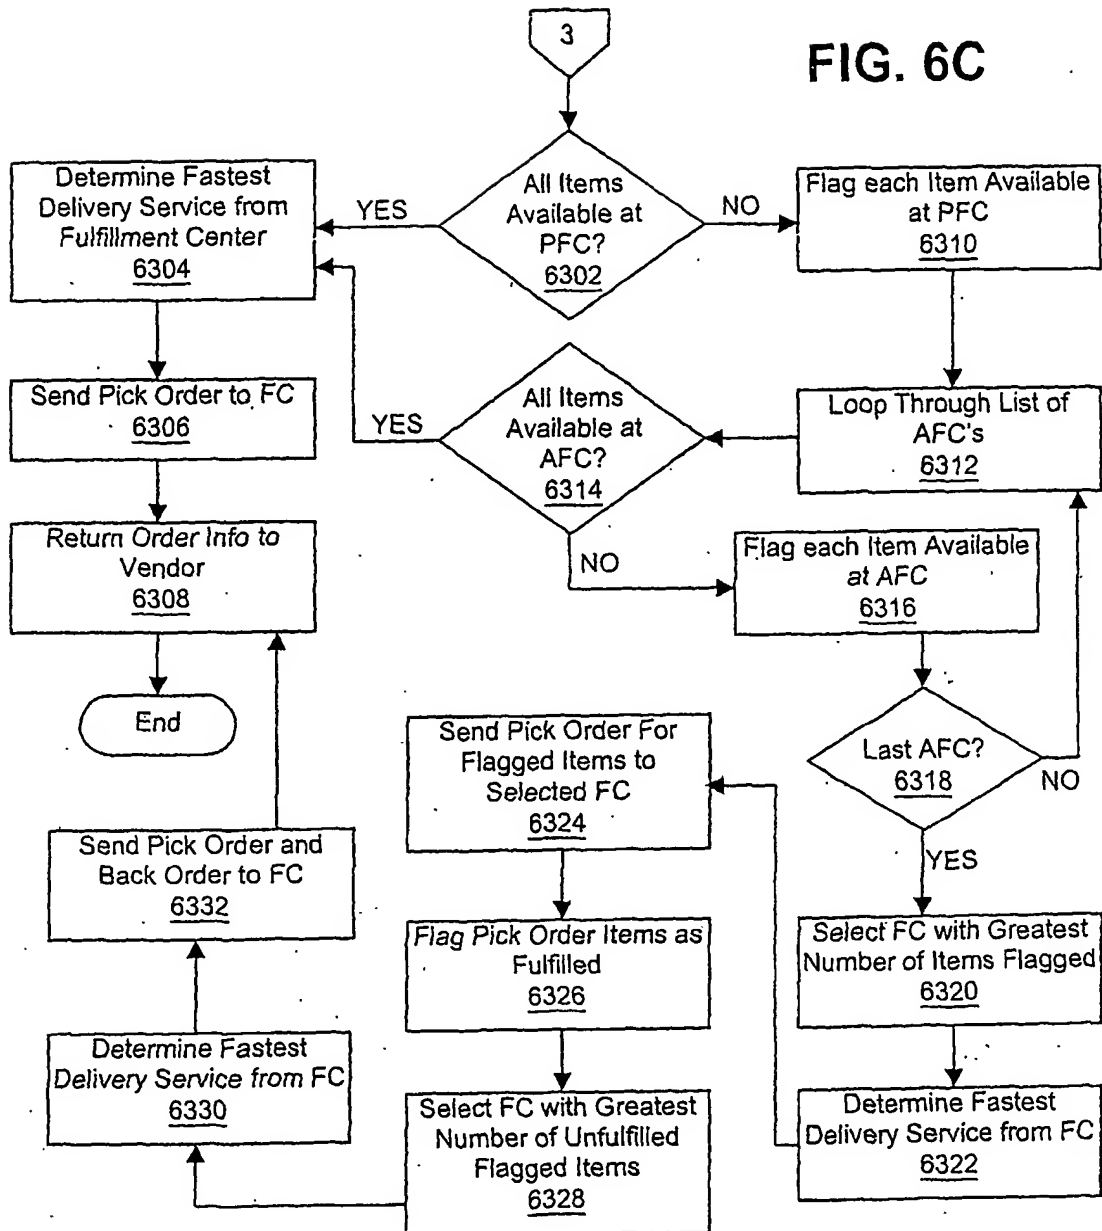 3
FIG. 6C
Determine Fastest
Delivery Service from
Fulfillment Center
6304
YES
All Items
Available at
PFC?
6302
NO
Flag each Item Available
at PFC
6310
Send Pick Order to FC
6306
YES
All Items
Available at
AFC?
6314
Loop Through List of
AFC's
6312
Return Order Info to
Vendor
6308
NO
Flag each Item Available
at AFC
6316
End
Send Pick Order For
Flagged Items to
Selected FC
6324
Last AFC?
6318
NO
YES
Send Pick Order and
Back Order to FC
6332
Flag Pick Order Items as
Fulfilled
6326
Select FC with Greatest
Number of Items Flagged
6320
Determine Fastest
Delivery Service from FC
6330
Select FC with Greatest
Number of Unfulfilled
Flagged Items
6328
Determine Fastest
Delivery Service from FC
6322